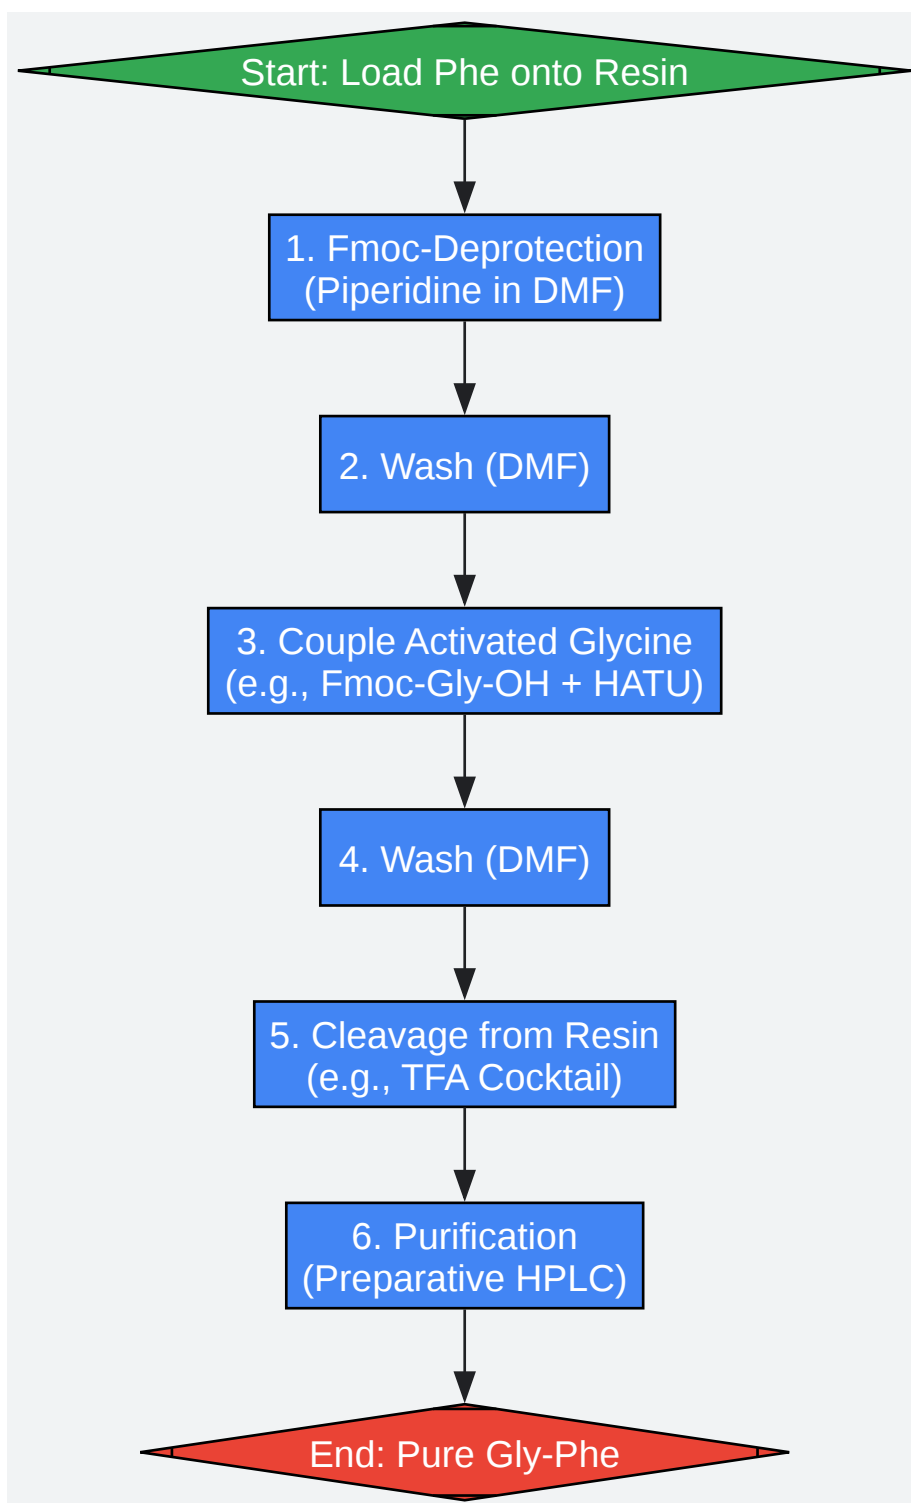 Start: Load Phe onto Resin
1. Fmoc-Deprotection
(Piperidine in DMF)
2. Wash (DMF)
3. Couple Activated Glycine
(e.g., Fmoc-Gly-OH + HATU)
4. Wash (DMF)
5. Cleavage from Resin
(e.g., TFA Cocktail)
6. Purification
(Preparative HPLC)
End: Pure Gly-Phe